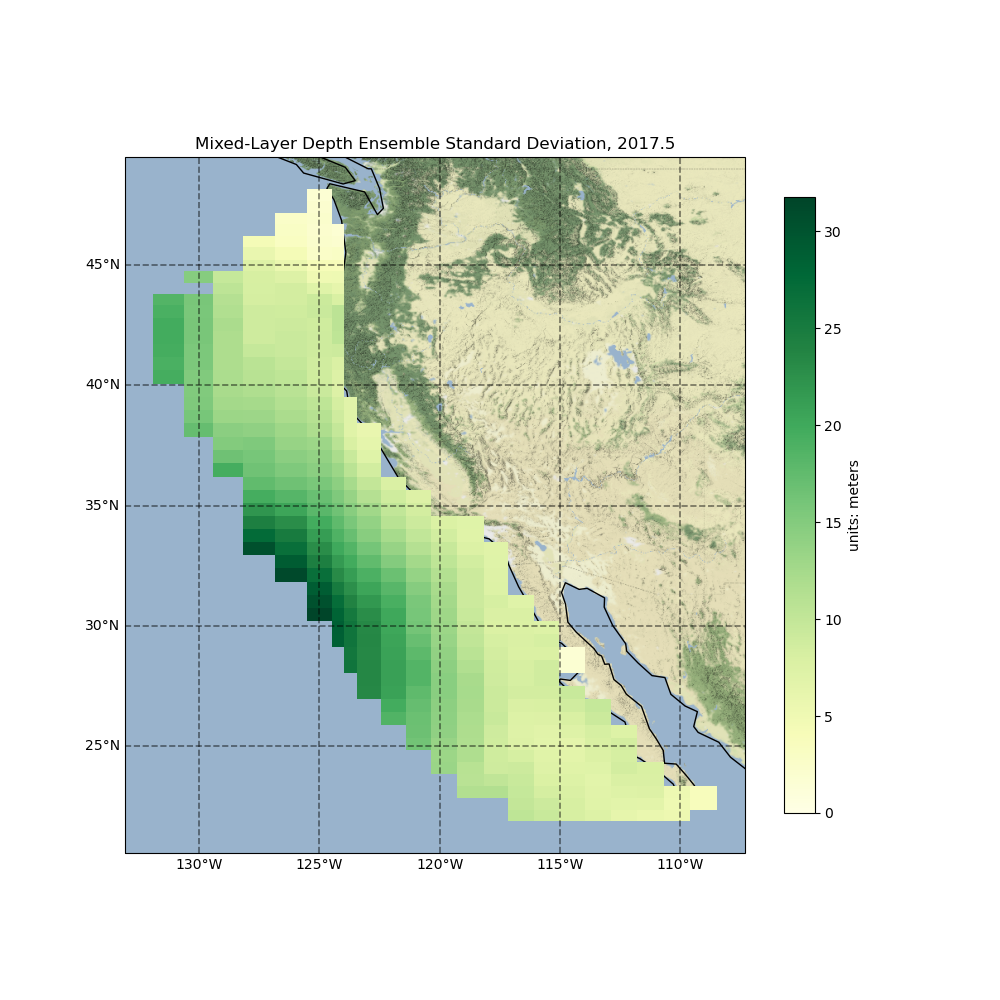 Mixed-Layer Depth Ensemble Standard Deviation, 2017.5
45°N
40°N
35°N
30°N
25°N
130°W
125°W
120°W
115°W
110°W
30
25
20
15
10
5
0
units: meters